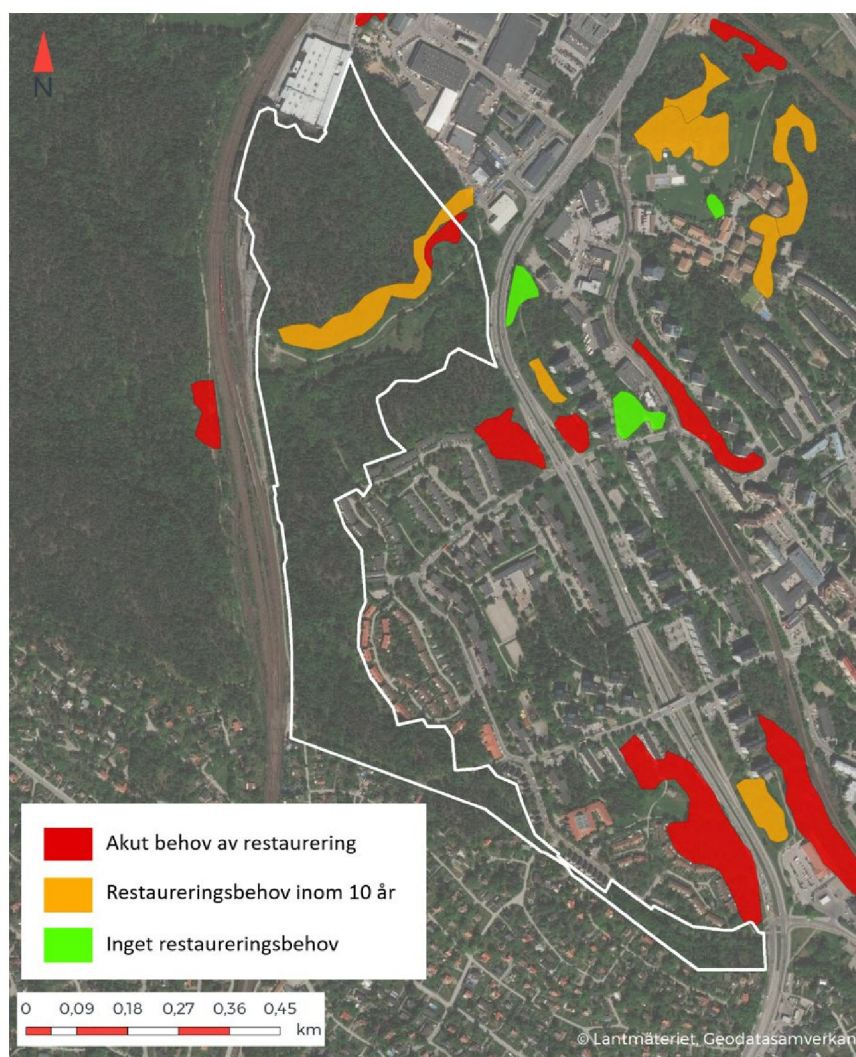 N
Akut behov av restaurering
Restaureringsbehov inom 10 år
Inget restaureringsbehov
0 0,09 0,18 0,27 0,36 0,45
km
© Lantmäteriet, Geodatasamverkan